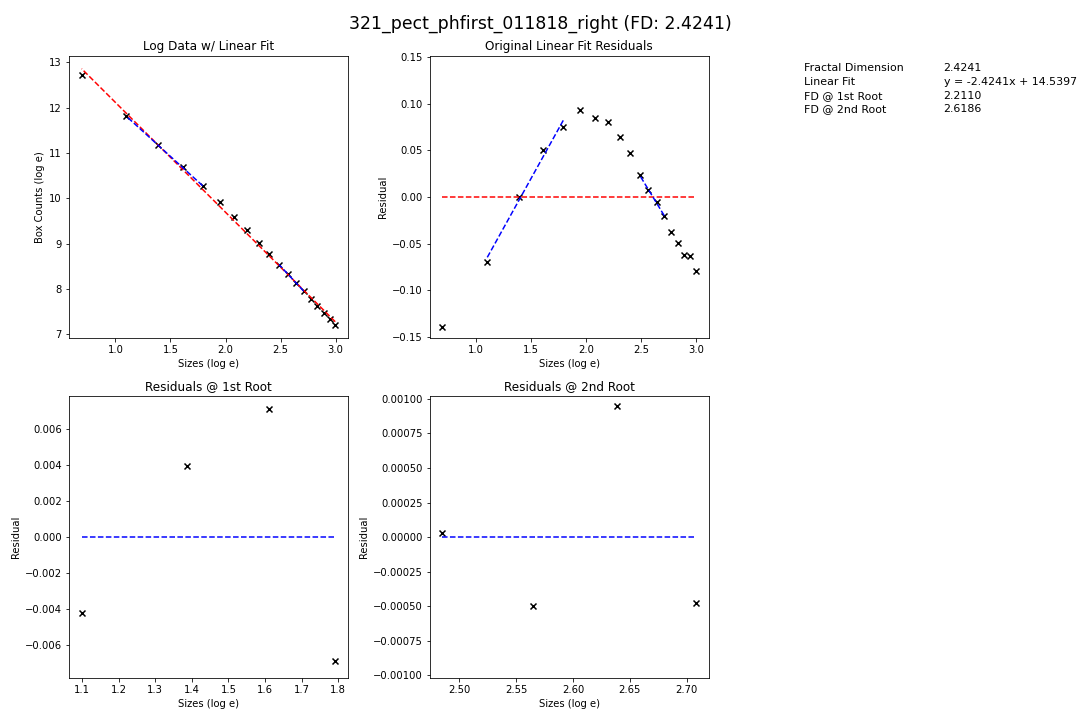 321_pect_phfirst_011818_right (FD: 2.4241)
Log Data w/ Linear Fit
13
12
11
10
9
8
7
Box Counts (log e)
1.0 1.5 2.0 2.5 3.0
Sizes (log e)
Original Linear Fit Residuals
0.15
0.10
0.05
0.00
−0.05
−0.10
−0.15
Residual
1.0 1.5 2.0 2.5 3.0
Sizes (log e)
Fractal Dimension 2.4241
Linear Fit y = -2.4241x + 14.5397
FD @ 1st Root 2.2110
FD @ 2nd Root 2.6186
Residuals @ 1st Root
0.006
0.004
0.002
0.000
−0.002
−0.004
−0.006
Residual
1.1 1.2 1.3 1.4 1.5 1.6 1.7 1.8
Sizes (log e)
Residuals @ 2nd Root
0.00100
0.00075
0.00050
0.00025
0.00000
−0.00025
−0.00050
−0.00075
−0.00100
Residual
2.50 2.55 2.60 2.65 2.70
Sizes (log e)